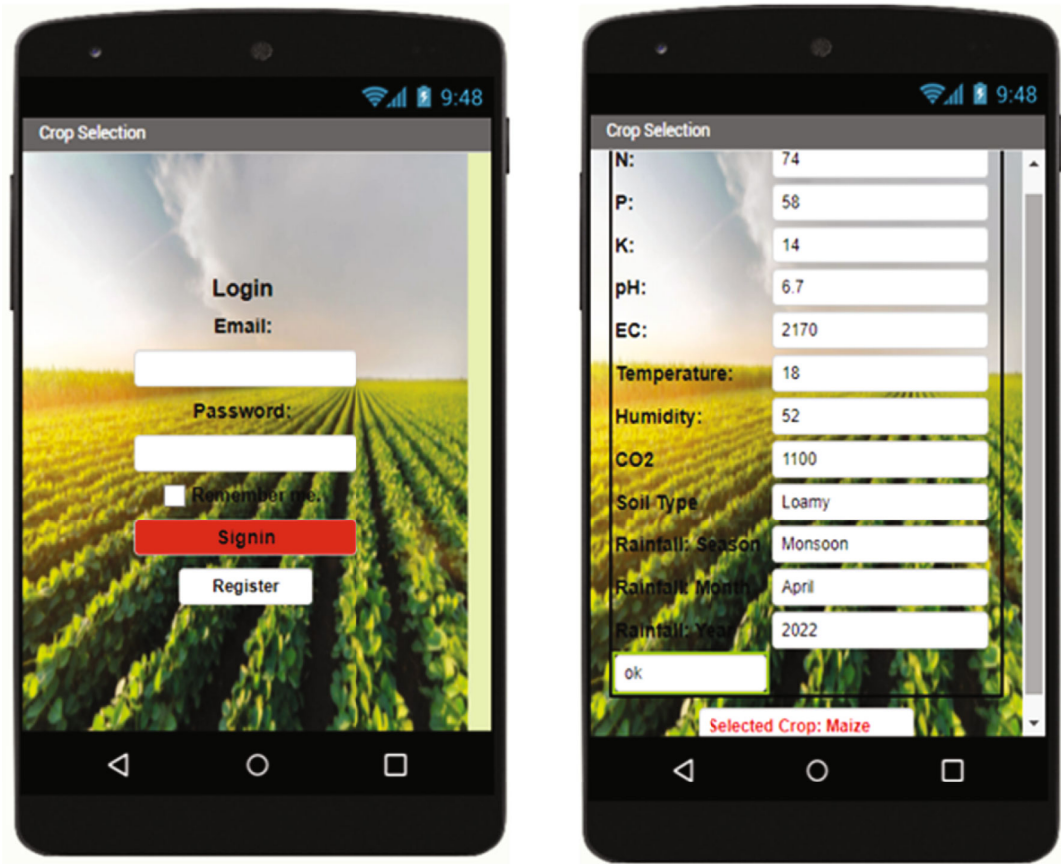 9:48
Crop Selection
Login
Email:
Password:
Remember me.
Signin
Register
9:48
Crop Selection
N: 74
P: 58
K: 14
pH: 6.7
EC: 2170
Temperature: 18
Humidity: 52
CO2 1100
Soil Type Loamy
Rainfall: Season Monsoon
Rainfall: Month April
Rainfall: Year 2022
ok
Selected Crop: Maize